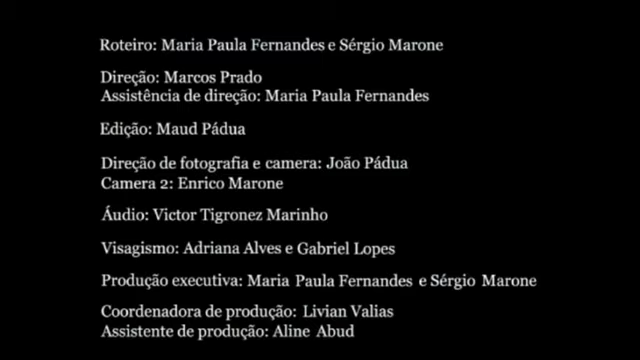 Roteiro: Maria Paula Fernandes e Sérgio Marone
Direção: Marcos Prado
Assistência de direção: Maria Paula Fernandes
Edição: Maud Pádua
Direção de fotografia e camera: João Pádua
Camera 2: Enrico Marone
Áudio: Victor Tigronez Marinho
Visagismo: Adriana Alves e Gabriel Lopes
Produção executiva: Maria Paula Fernandes e Sérgio Marone
Coordenadora de produção: Livian Valias
Assistente de produção: Aline Abud